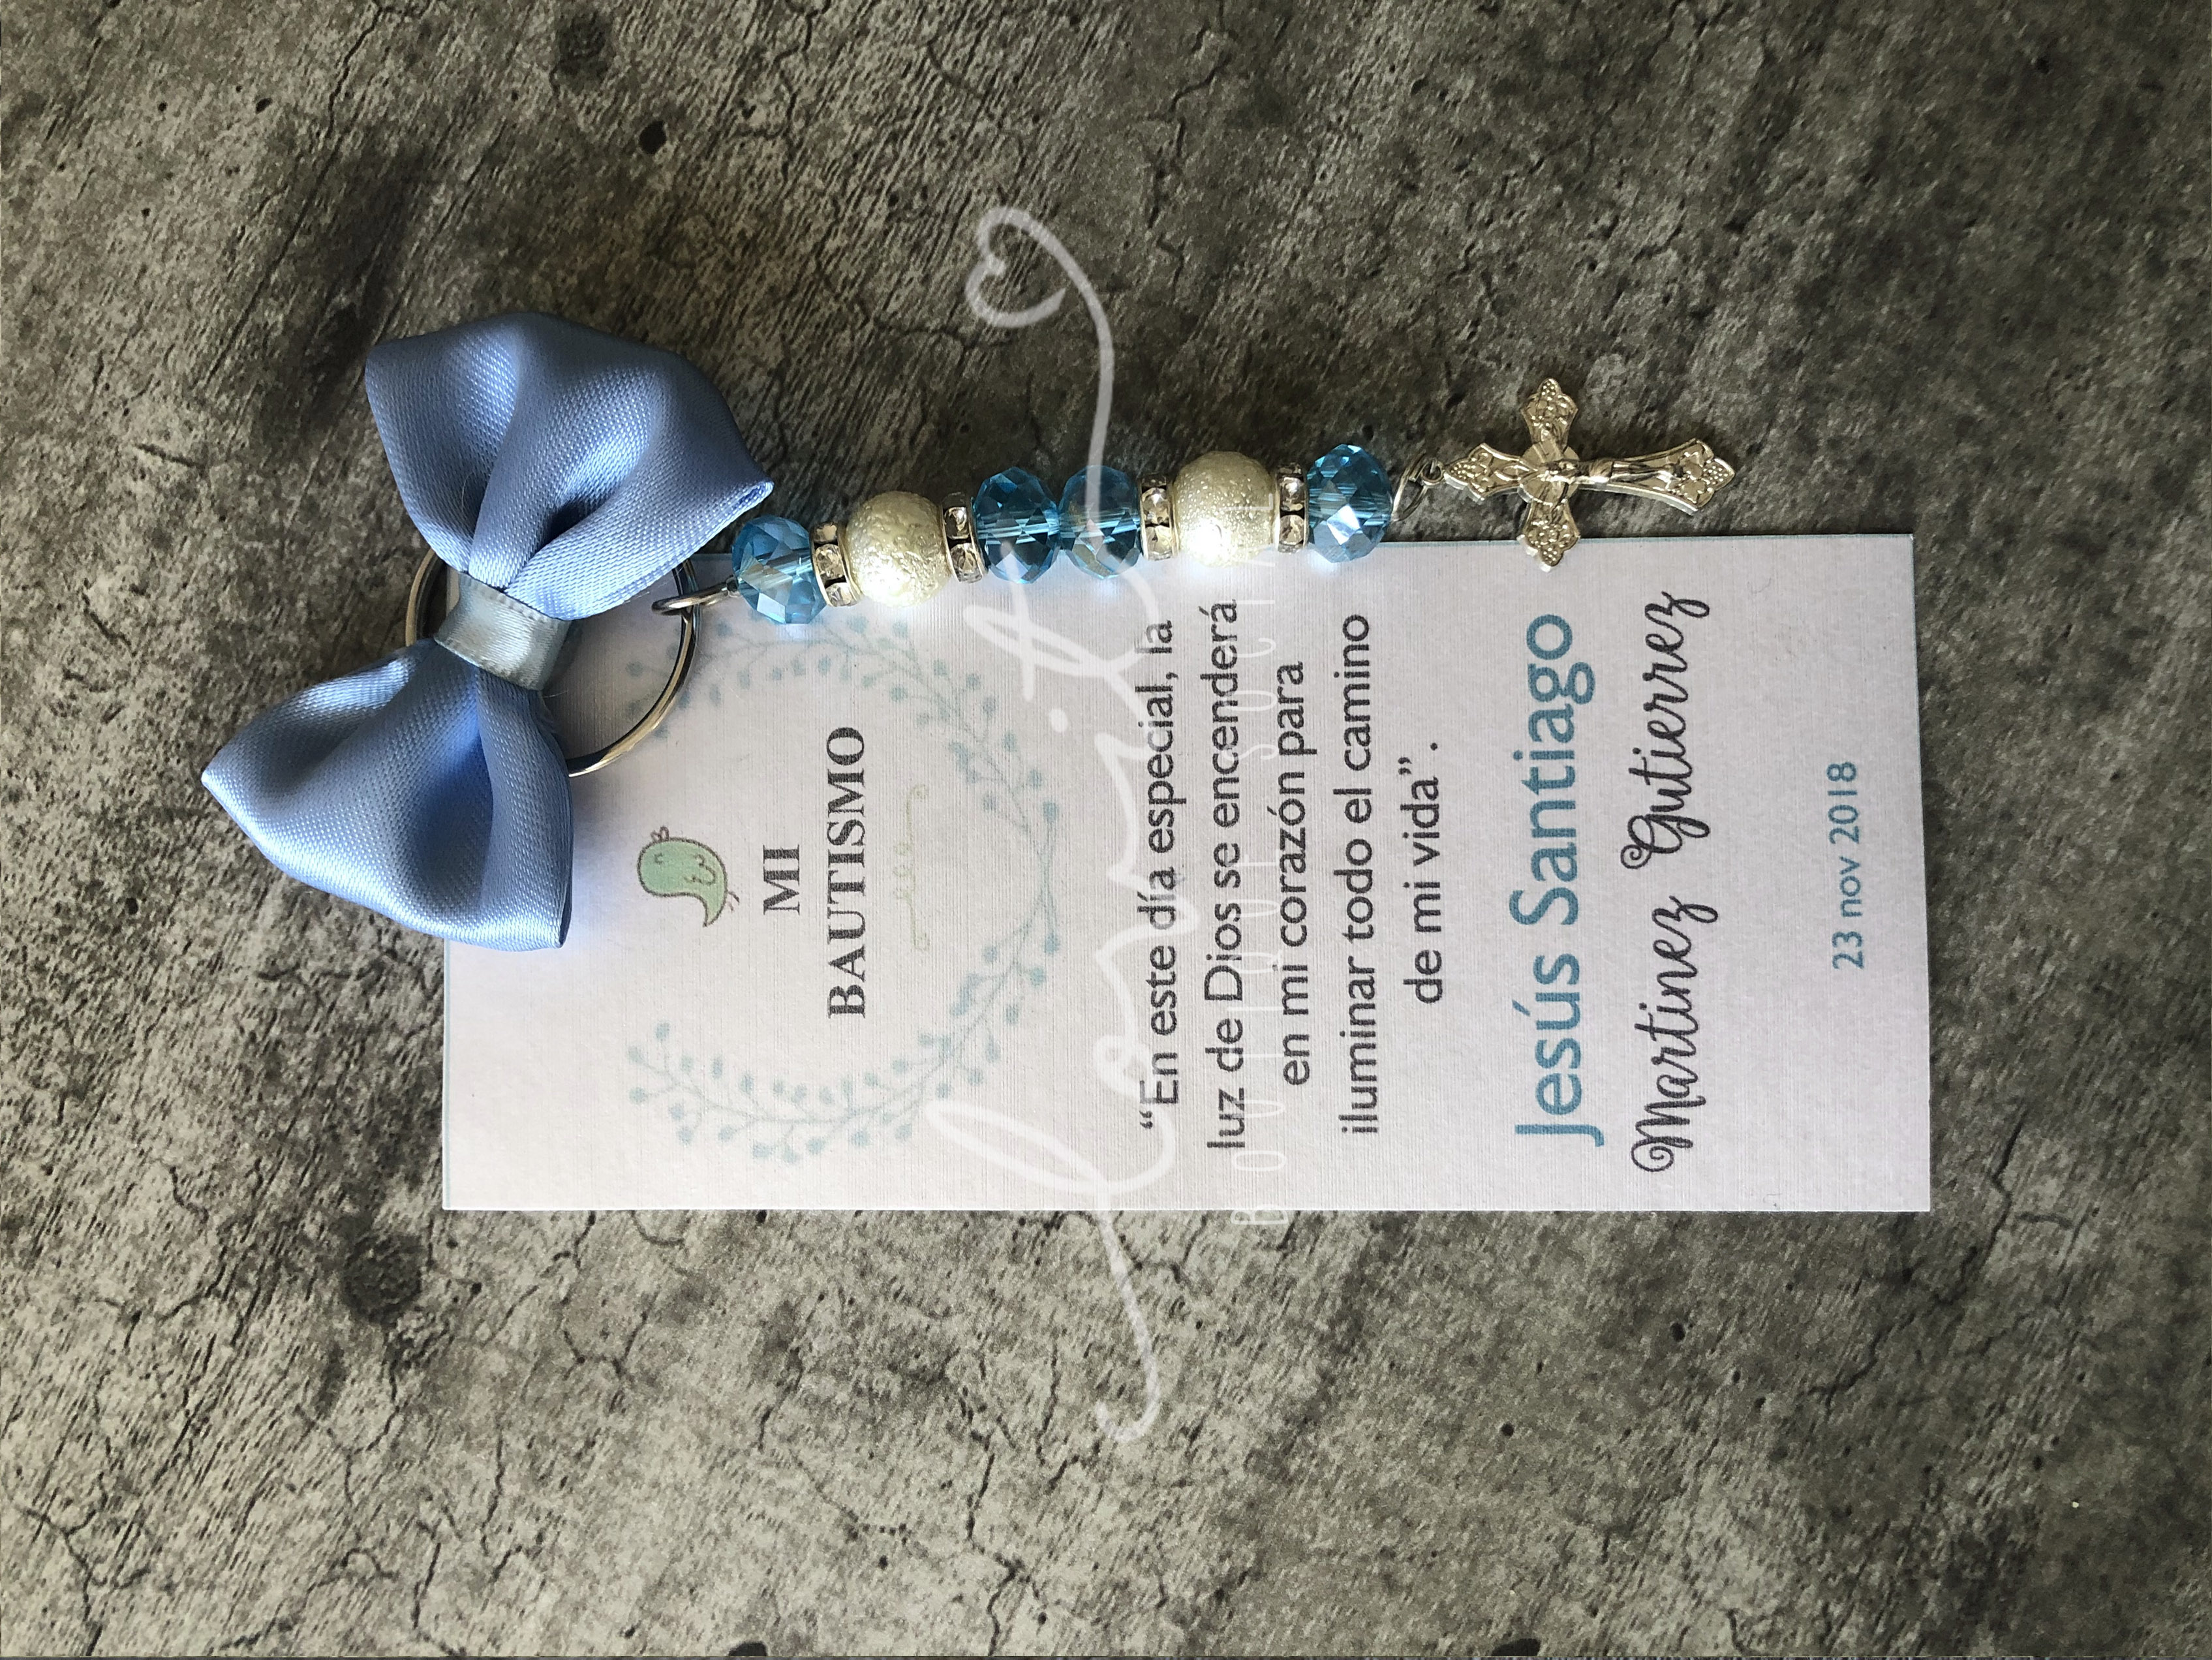 MI
BAUTISMO
“En este día especial, la
luz de Dios se encenderá
en mi corazón para
iluminar todo el camino
de mi vida”.
Jesús Santiago
Martinez Gutierrez
23 nov 2018
lovit
BOUTIQUE SOCIAL